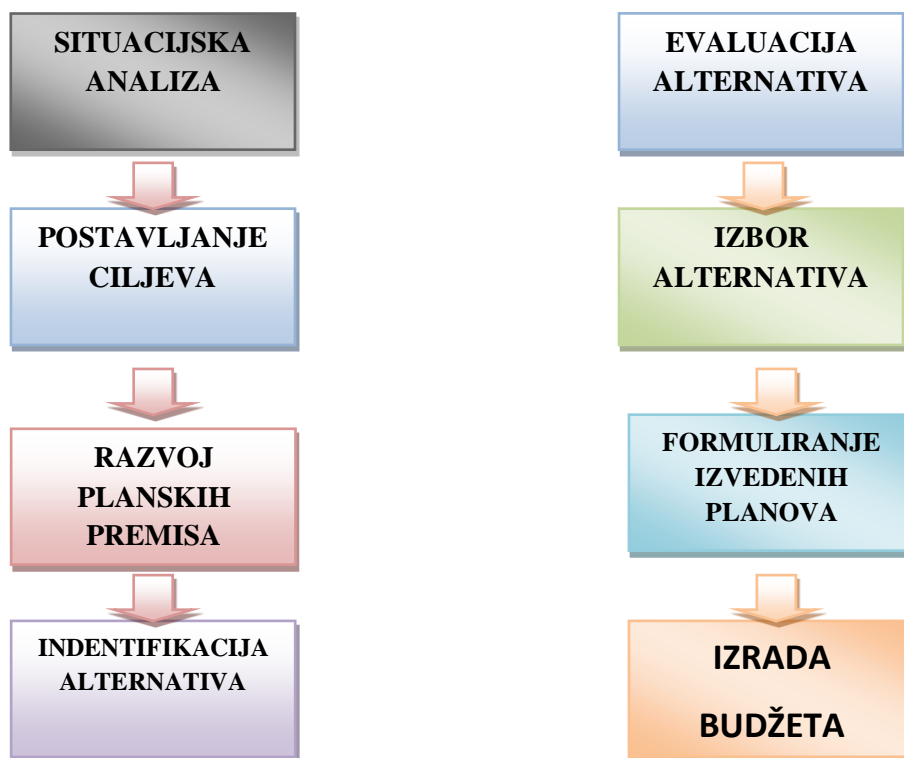 SITUACIJSKA
ANALIZA
POSTAVLJANJE
CILJEVA
RAZVOJ
PLANSKIH
PREMISA
INDENTIFIKACIJA
ALTERNATIVA
EVALUACIJA
ALTERNATIVA
IZBOR
ALTERNATIVA
FORMULIRANJE
IZVEDENIH
PLANOVA
IZRADA
BUDŽETA